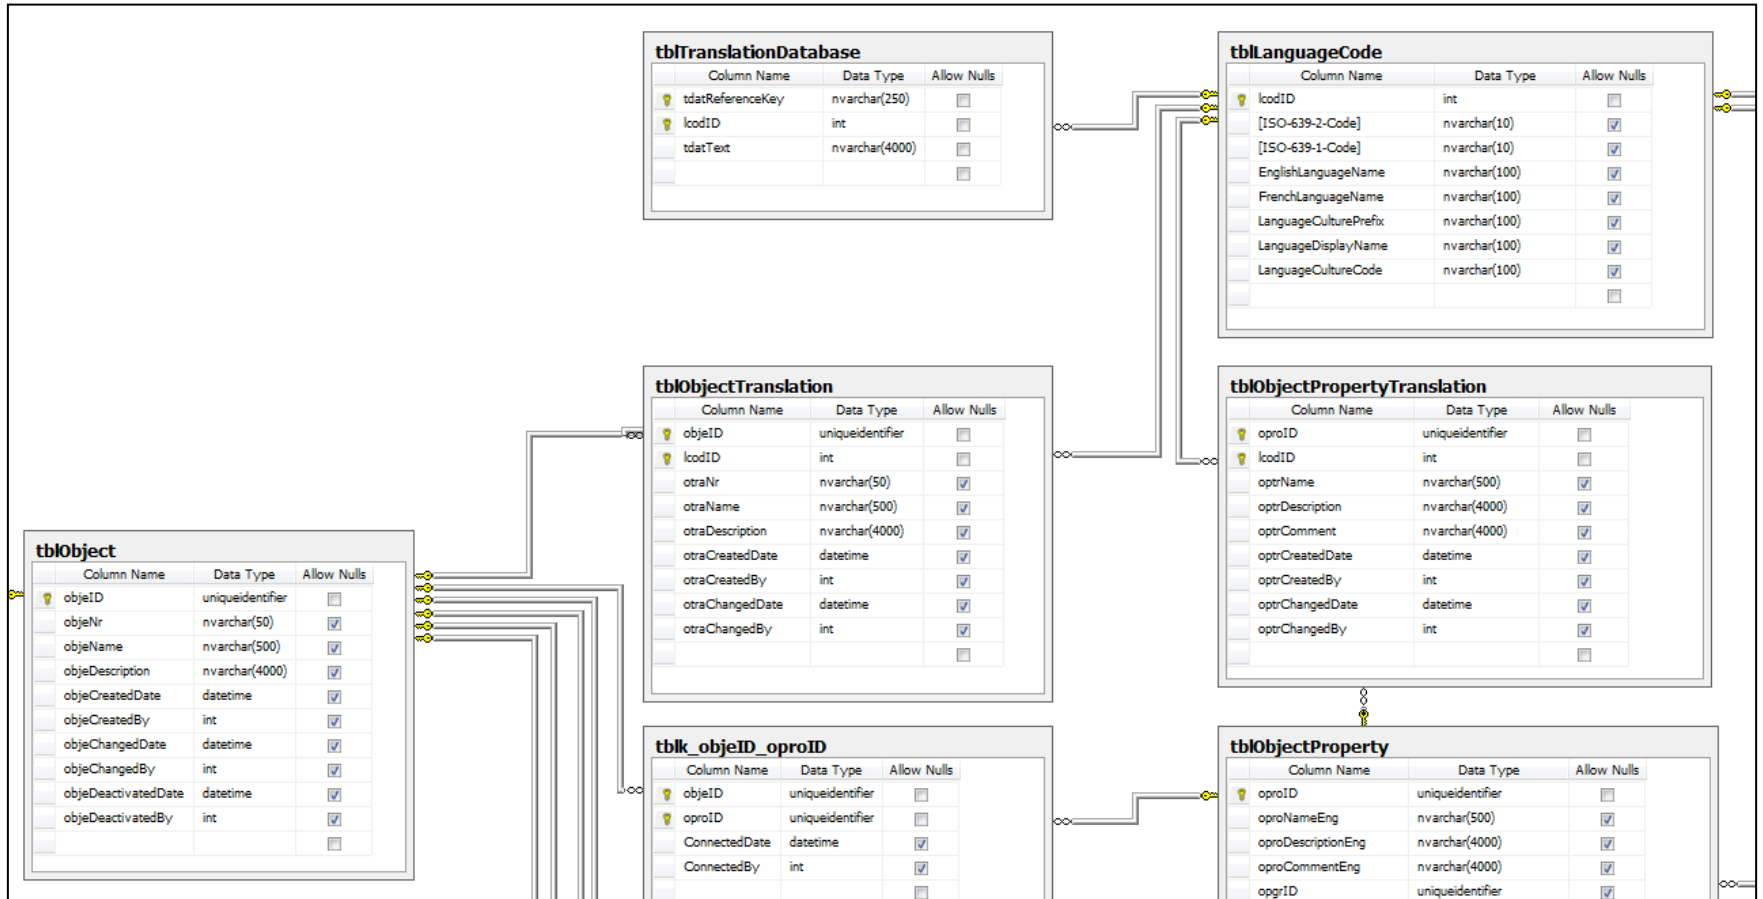 tblTranslationDatabase
Column Name Data Type Allow Nulls
tdatReferenceKey nvarchar(250)
lcodID int
tdatText nvarchar(4000)
tblLanguageCode
Column Name Data Type Allow Nulls
lcodID int
[ISO-639-2-Code] nvarchar(10)
[ISO-639-1-Code] nvarchar(10)
EnglishLanguageName nvarchar(100)
FrenchLanguageName nvarchar(100)
LanguageCulturePrefix nvarchar(100)
LanguageDisplayName nvarchar(100)
LanguageCultureCode nvarchar(100)
tblObjectTranslation
Column Name Data Type Allow Nulls
objeID uniqueidentifier
lcodID int
otraNr nvarchar(50)
otraName nvarchar(500)
otraDescription nvarchar(4000)
otraCreatedDate datetime
otraCreatedBy int
otraChangedDate datetime
otraChangedBy int
tblObjectPropertyTranslation
Column Name Data Type Allow Nulls
oproID uniqueidentifier
lcodID int
optrName nvarchar(500)
optrDescription nvarchar(4000)
optrComment nvarchar(4000)
optrCreatedDate datetime
optrCreatedBy int
optrChangedDate datetime
optrChangedBy int
tblObject
Column Name Data Type Allow Nulls
objeID uniqueidentifier
objeNr nvarchar(50)
objeName nvarchar(500)
objeDescription nvarchar(4000)
objeCreatedDate datetime
objeCreatedBy int
objeChangedDate datetime
objeChangedBy int
objeDeactivatedDate datetime
objeDeactivatedBy int
tblk_objeID_oproID
Column Name Data Type Allow Nulls
objeID uniqueidentifier
oproID uniqueidentifier
ConnectedDate datetime
ConnectedBy int
tblObjectProperty
Column Name Data Type Allow Nulls
oproID uniqueidentifier
oproNameEng nvarchar(500)
oproDescriptionEng nvarchar(4000)
oproCommentEng nvarchar(4000)
opgrID uniqueidentifier